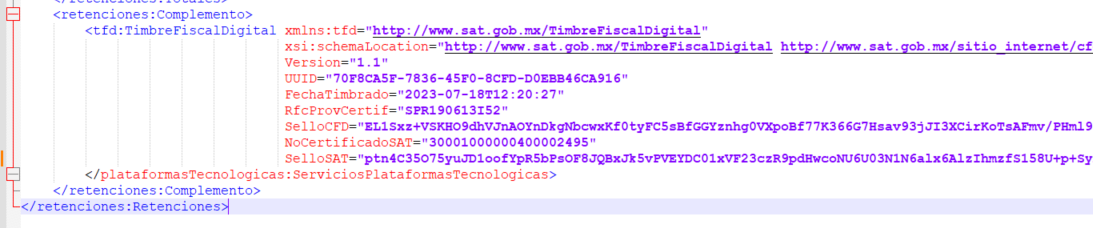 </retenciones:Totales>
<retenciones:Complemento>
<tfd:TimbreFiscalDigital xmlns:tfd="http://www.sat.gob.mx/TimbreFiscalDigital"
xsi:schemaLocation="http://www.sat.gob.mx/TimbreFiscalDigital http://www.sat.gob.mx/sitio_internet/cf
Version="1.1"
UUID="70F8CA5F-7836-45F0-8CFD-D0EBB46CA916"
FechaTimbrado="2023-07-18T12:20:27"
RfcProvCertif="SPR190613I52"
SelloCFD="EL1Sxz+VSKHO9dhVJnAOYnDkgNbcwxKf0tyFC5sBfGGYznhg0VXpoBf77K366G7Hsav93jJI3XCirKoTsAFmv/PHml9
NoCertificadoSAT="30001000000400002495"
SelloSAT="ptn4C35O75yuJD1oofYpR5bPsOF8JQBxJk5vPVEYDC01xVF23czR9pdHwcoNU6U03N1N6alx6AlzIhmzfS158U+p+Sy
</plataformasTecnologicas:ServiciosPlataformasTecnologicas>
</retenciones:Complemento>
</retenciones:Retenciones>